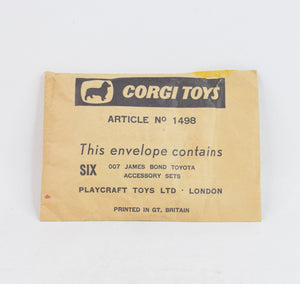 CORGI TOYS
ARTICLE Nº 1498
This envelope contains
SIX 007 JAMES BOND TOYOTA
ACCESSORY SETS
PLAYCRAFT TOYS LTD · LONDON
PRINTED IN GT. BRITAIN